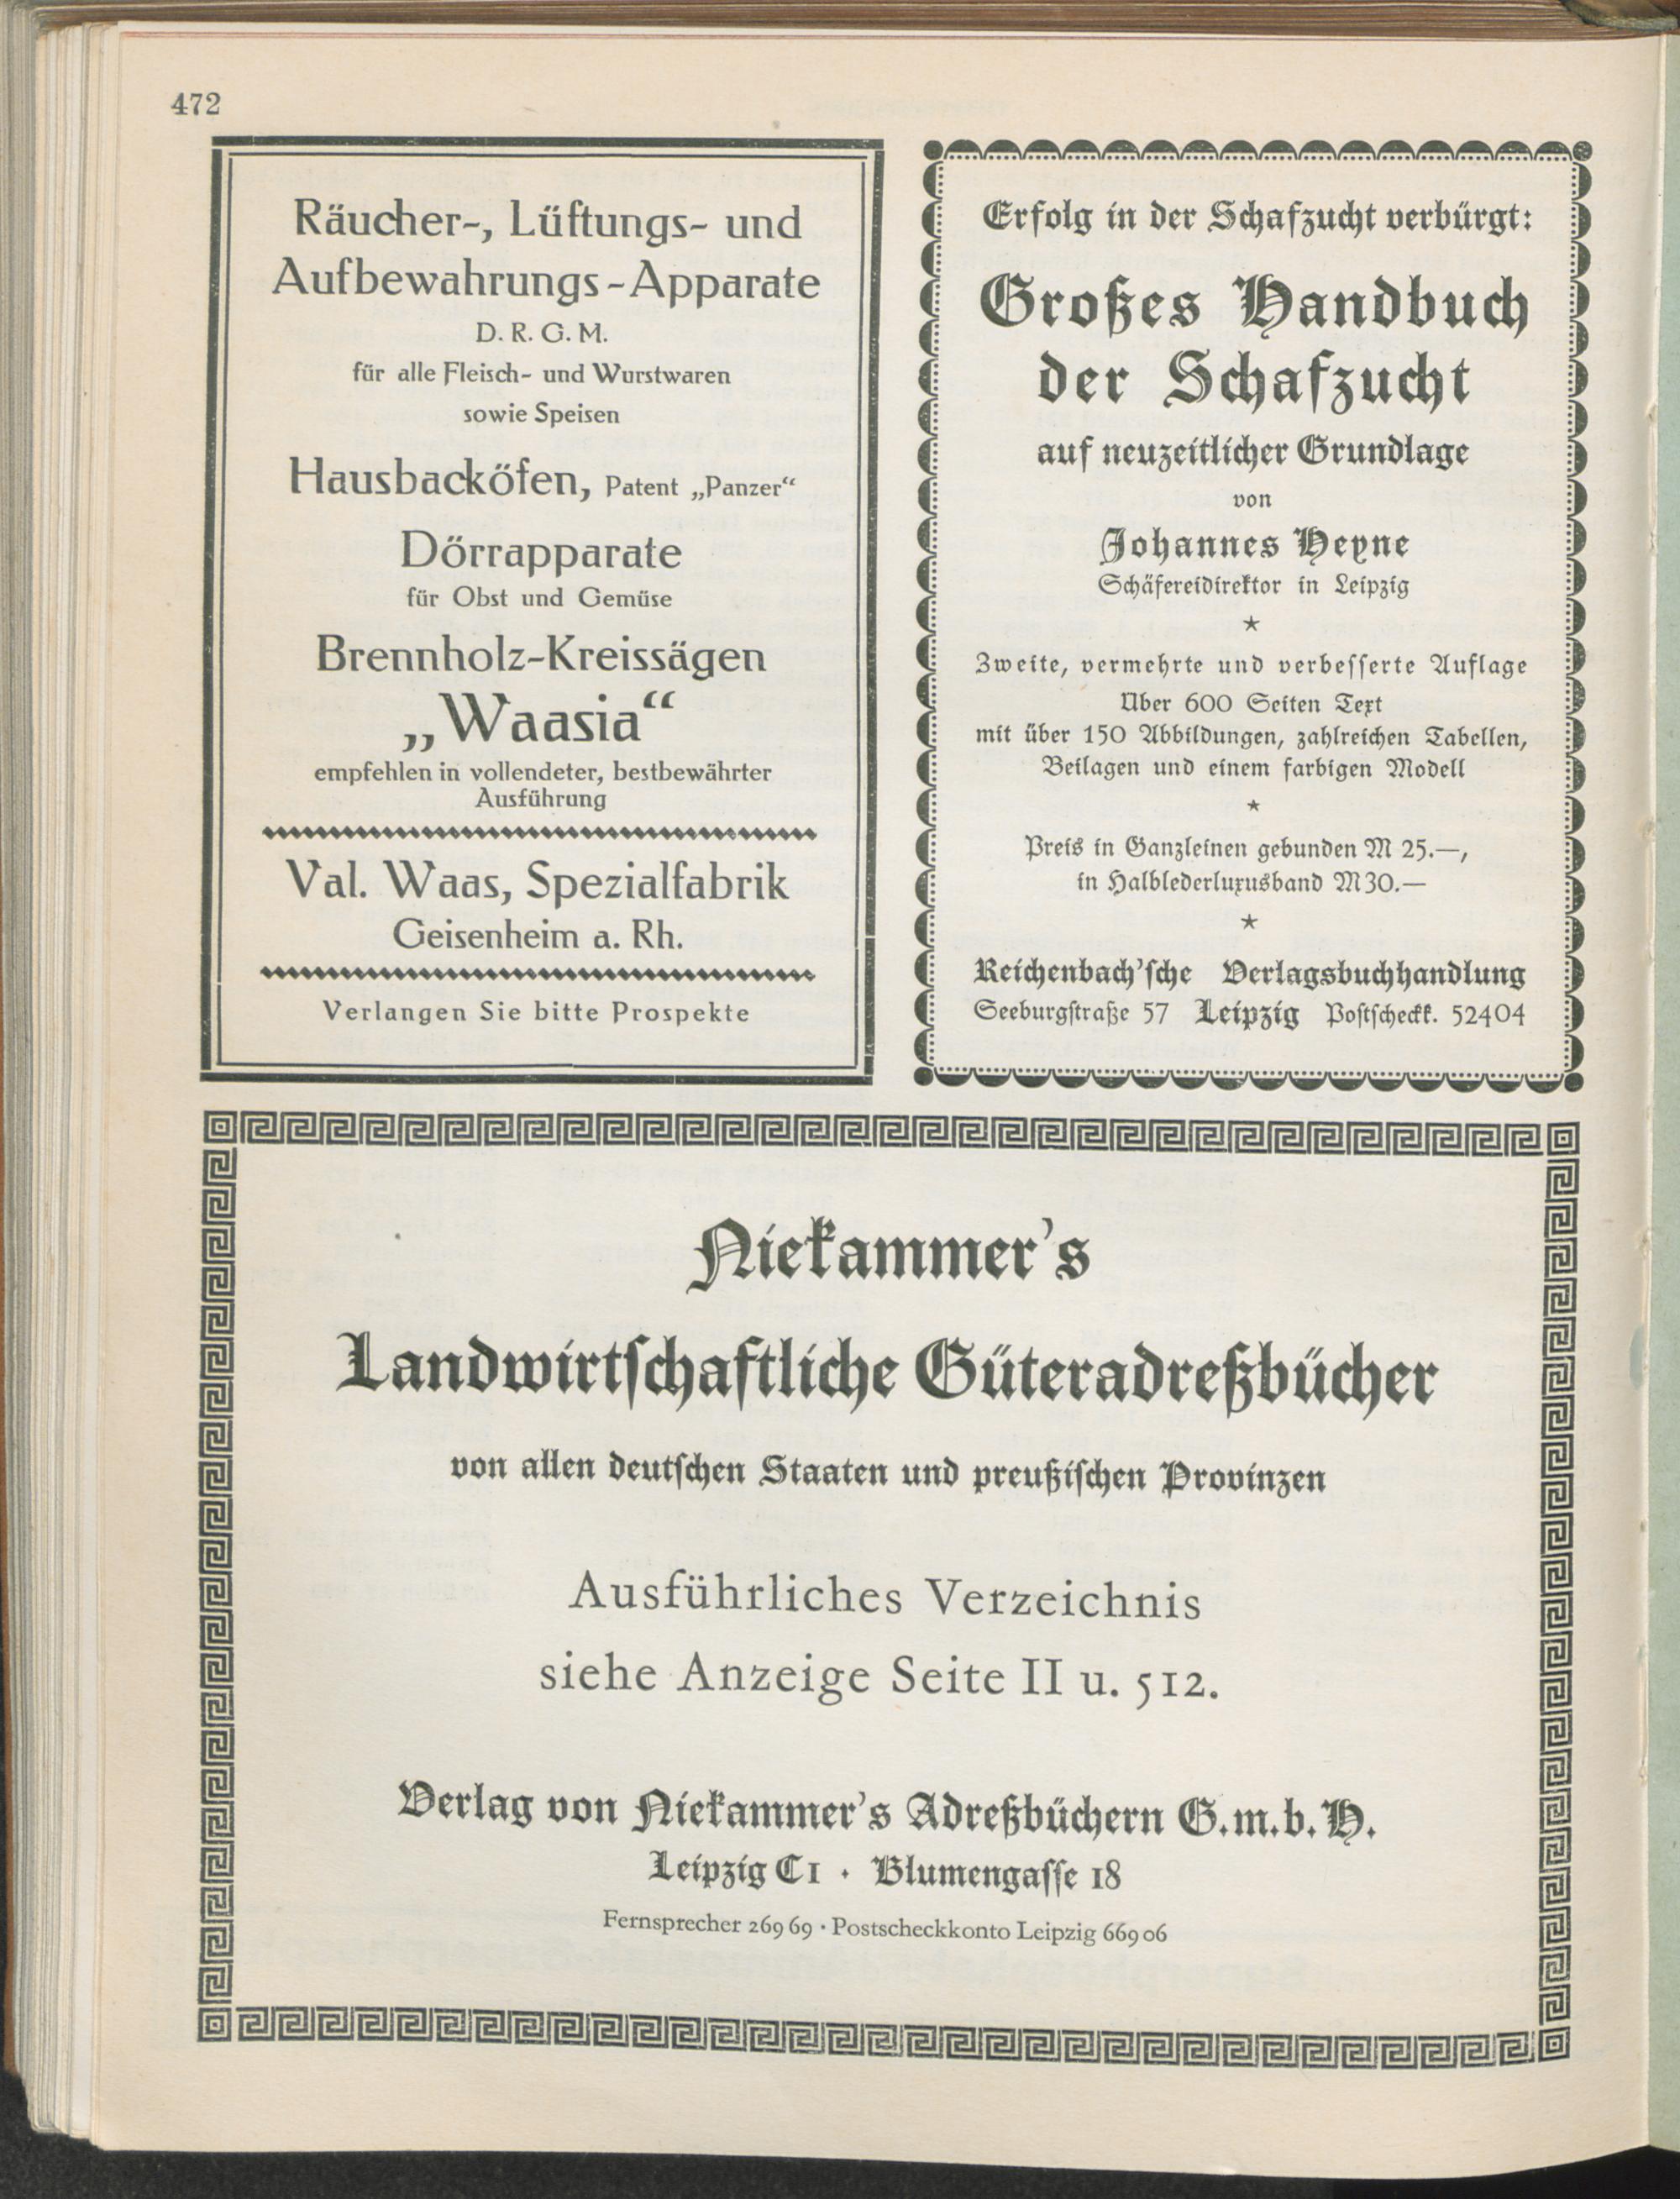 472
Räucher-, Lüftungs- und
Aufbewahrungs-Apparate
D. R. G. M.
für alle Fleisch- und Wurstwaren
sowie Speisen
Hausbacköfen, Patent „Panzer“
Dörrapparate
für Obst und Gemüse
Brennholz-Kreissägen
„Waasia“
empfehlen in vollendeter, bestbewährter
Ausführung
Val. Waas, Spezialfabrik
Geisenheim a. Rh.
Verlangen Sie bitte Prospekte
Erfolg in der Schafzucht verbürgt:
Großes Handbuch
der Schafzucht
auf neuzeitlicher Grundlage
von
Johannes Heyne
Schäfereidirektor in Leipzig
*
Zweite, vermehrte und verbesserte Auflage
Über 600 Seiten Text
mit über 150 Abbildungen, zahlreichen Tabellen,
Beilagen und einem farbigen Modell
*
Preis in Ganzleinen gebunden M 25.—,
in Halblederluxusband M 30.—
*
Reichenbach'sche Verlagsbuchhandlung
Seeburgstraße 57 Leipzig Postscheckk. 52404
Niekammer's
Landwirtschaftliche Güteradreßbücher
von allen deutschen Staaten und preußischen Provinzen
Ausführliches Verzeichnis
siehe Anzeige Seite II u. 512.
Verlag von Niekammer's Adreßbüchern G.m.b.H.
Leipzig C1 · Blumengasse 18
Fernsprecher 26969 · Postscheckkonto Leipzig 66906